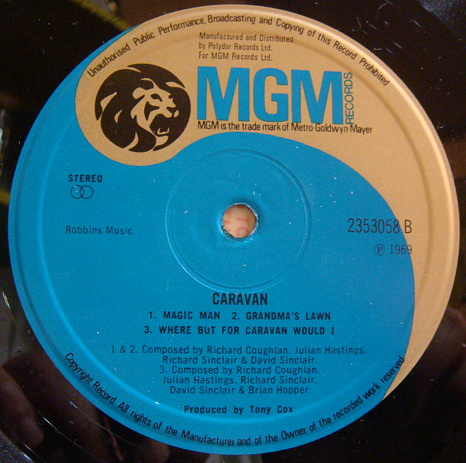 Unauthorised Public Performance, Broadcasting and Copying of this Record Prohibited
Manufactured and Distributed
by Polydor Records Ltd.
For MGM Records Ltd.
MGM
RECORDS
MGM is the trade mark of Metro-Goldwyn Mayer
STEREO
Robbins Music
2353058 B
Ⓟ 1969
CARAVAN
1. MAGIC MAN 2. GRANDMA'S LAWN
3. WHERE BUT FOR CARAVAN WOULD I
1 & 2. Composed by Richard Coughlan, Julian Hastings,
Richard Sinclair & David Sinclair.
3. Composed by Richard Coughlan,
Julian Hastings, Richard Sinclair,
David Sinclair & Brian Hopper
Produced by Tony Cox
Copyright Record. All rights of the Manufacturer and of the Owner of the recorded work reserved